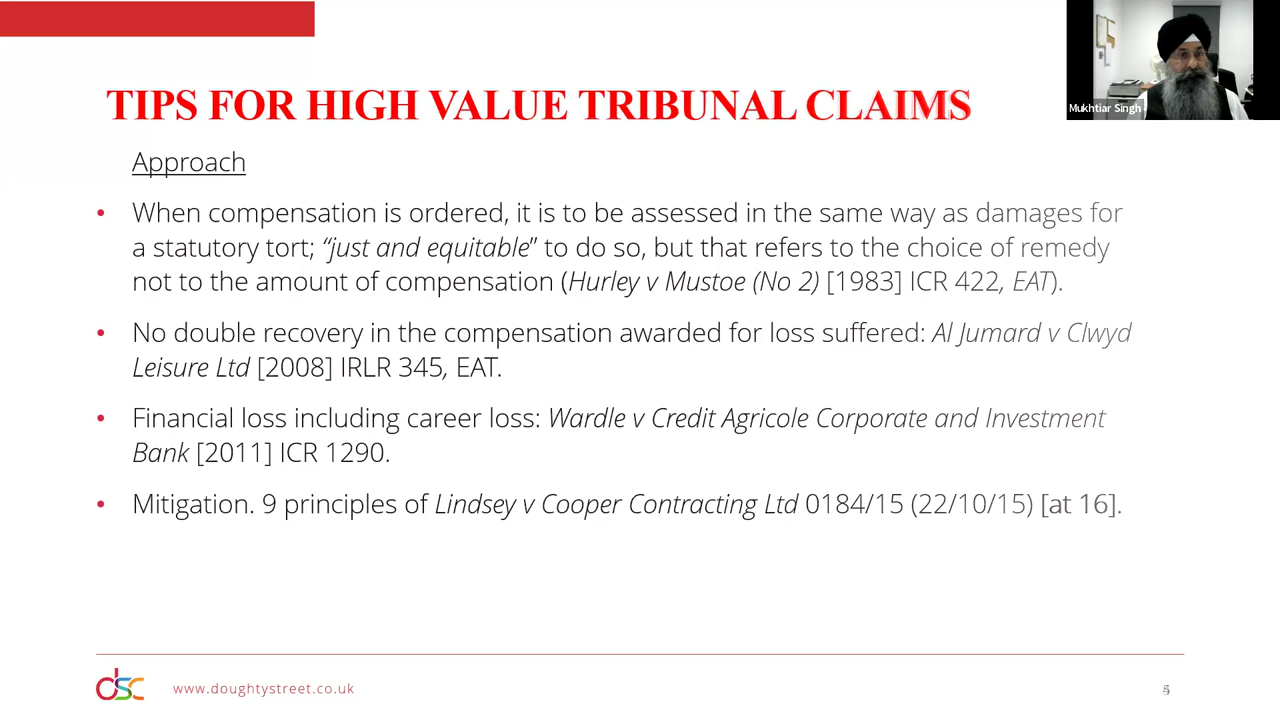 Mukhtiar Singh
TIPS FOR HIGH VALUE TRIBUNAL CLAIMS
Approach
• When compensation is ordered, it is to be assessed in the same way as damages for
a statutory tort; “just and equitable” to do so, but that refers to the choice of remedy
not to the amount of compensation (Hurley v Mustoe (No 2) [1983] ICR 422, EAT).
• No double recovery in the compensation awarded for loss suffered: Al Jumard v Clwyd
Leisure Ltd [2008] IRLR 345, EAT.
• Financial loss including career loss: Wardle v Credit Agricole Corporate and Investment
Bank [2011] ICR 1290.
• Mitigation. 9 principles of Lindsey v Cooper Contracting Ltd 0184/15 (22/10/15) [at 16].
dsc
www.doughtystreet.co.uk